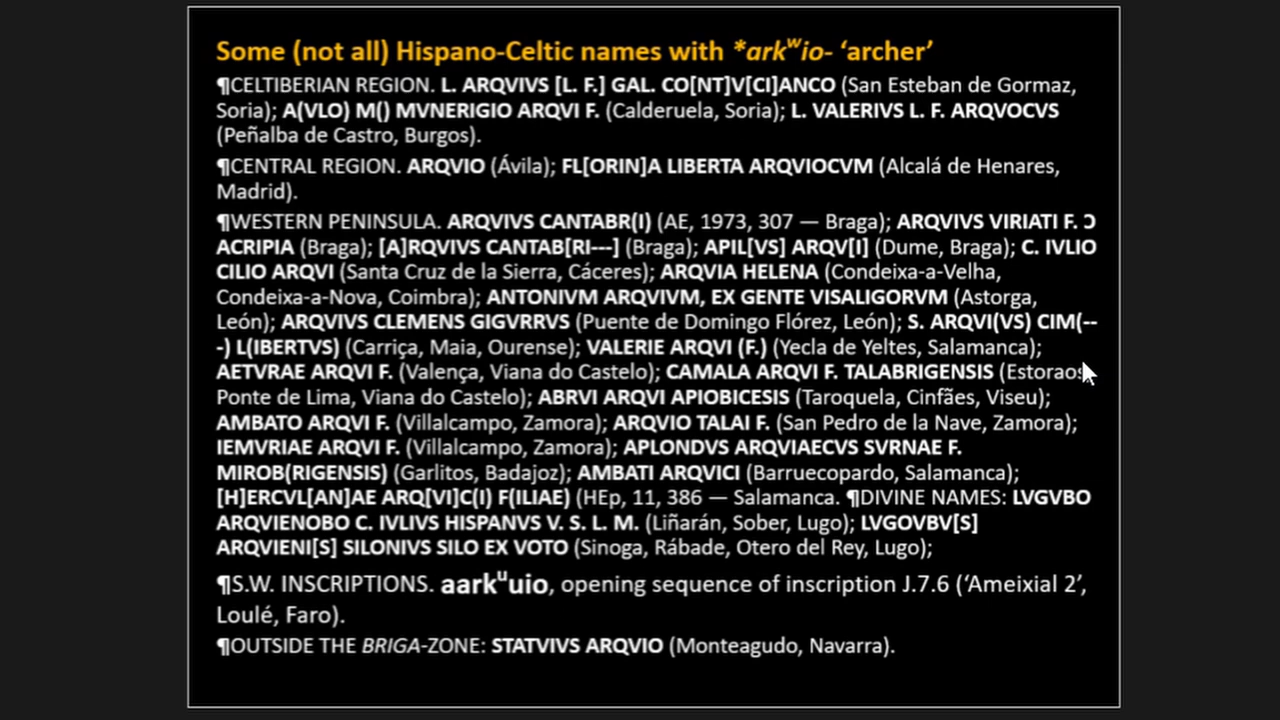 Some (not all) Hispano-Celtic names with *arkʷio- ‘archer’
¶CELTIBERIAN REGION. L. ARQVIVS [L. F.] GAL. CO[NT]V[CI]ANCO (San Esteban de Gormaz,
Soria); A(VLO) M() MVNERIGIO ARQVI F. (Calderuela, Soria); L. VALERIVS L. F. ARQVOCVS
(Peñalba de Castro, Burgos).
¶CENTRAL REGION. ARQVIO (Ávila); FL[ORIN]A LIBERTA ARQVIOCVM (Alcalá de Henares,
Madrid).
¶WESTERN PENINSULA. ARQVIVS CANTABR(I) (AE, 1973, 307 — Braga); ARQVIVS VIRIATI F. Ↄ
ACRIPIA (Braga); [A]RQVIVS CANTAB[RI---] (Braga); APIL[VS] ARQV[I] (Dume, Braga); C. IVLIO
CILIO ARQVI (Santa Cruz de la Sierra, Cáceres); ARQVIA HELENA (Condeixa-a-Velha,
Condeixa-a-Nova, Coimbra); ANTONIVM ARQVIVM, EX GENTE VISALIGORVM (Astorga,
León); ARQVIVS CLEMENS GIGVRRVS (Puente de Domingo Flórez, León); S. ARQVI(VS) CIM(--
-) L(IBERTVS) (Carriça, Maia, Ourense); VALERIE ARQVI (F.) (Yecla de Yeltes, Salamanca);
AETVRAE ARQVI F. (Valença, Viana do Castelo); CAMALA ARQVI F. TALABRIGENSIS (Estoraos
Ponte de Lima, Viana do Castelo); ABRVI ARQVI APIOBICESIS (Taroquela, Cinfães, Viseu);
AMBATO ARQVI F. (Villalcampo, Zamora); ARQVIO TALAI F. (San Pedro de la Nave, Zamora);
IEMVRIAE ARQVI F. (Villalcampo, Zamora); APLONDVS ARQVIAECVS SVRNAE F.
MIROB(RIGENSIS) (Garlitos, Badajoz); AMBATI ARQVICI (Barruecopardo, Salamanca);
[H]ERCVL[AN]AE ARQ[VI]C(I) F(ILIAE) (HEp, 11, 386 — Salamanca. ¶DIVINE NAMES: LVGVBO
ARQVIENOBO C. IVLIVS HISPANVS V. S. L. M. (Liñarán, Sober, Lugo); LVGOVBV[S]
ARQVIENI[S] SILONIVS SILO EX VOTO (Sinoga, Rábade, Otero del Rey, Lugo);
¶S.W. INSCRIPTIONS. aarkᵘuio, opening sequence of inscription J.7.6 (‘Ameixial 2’,
Loulé, Faro).
¶OUTSIDE THE BRIGA-ZONE: STATVIVS ARQVIO (Monteagudo, Navarra).